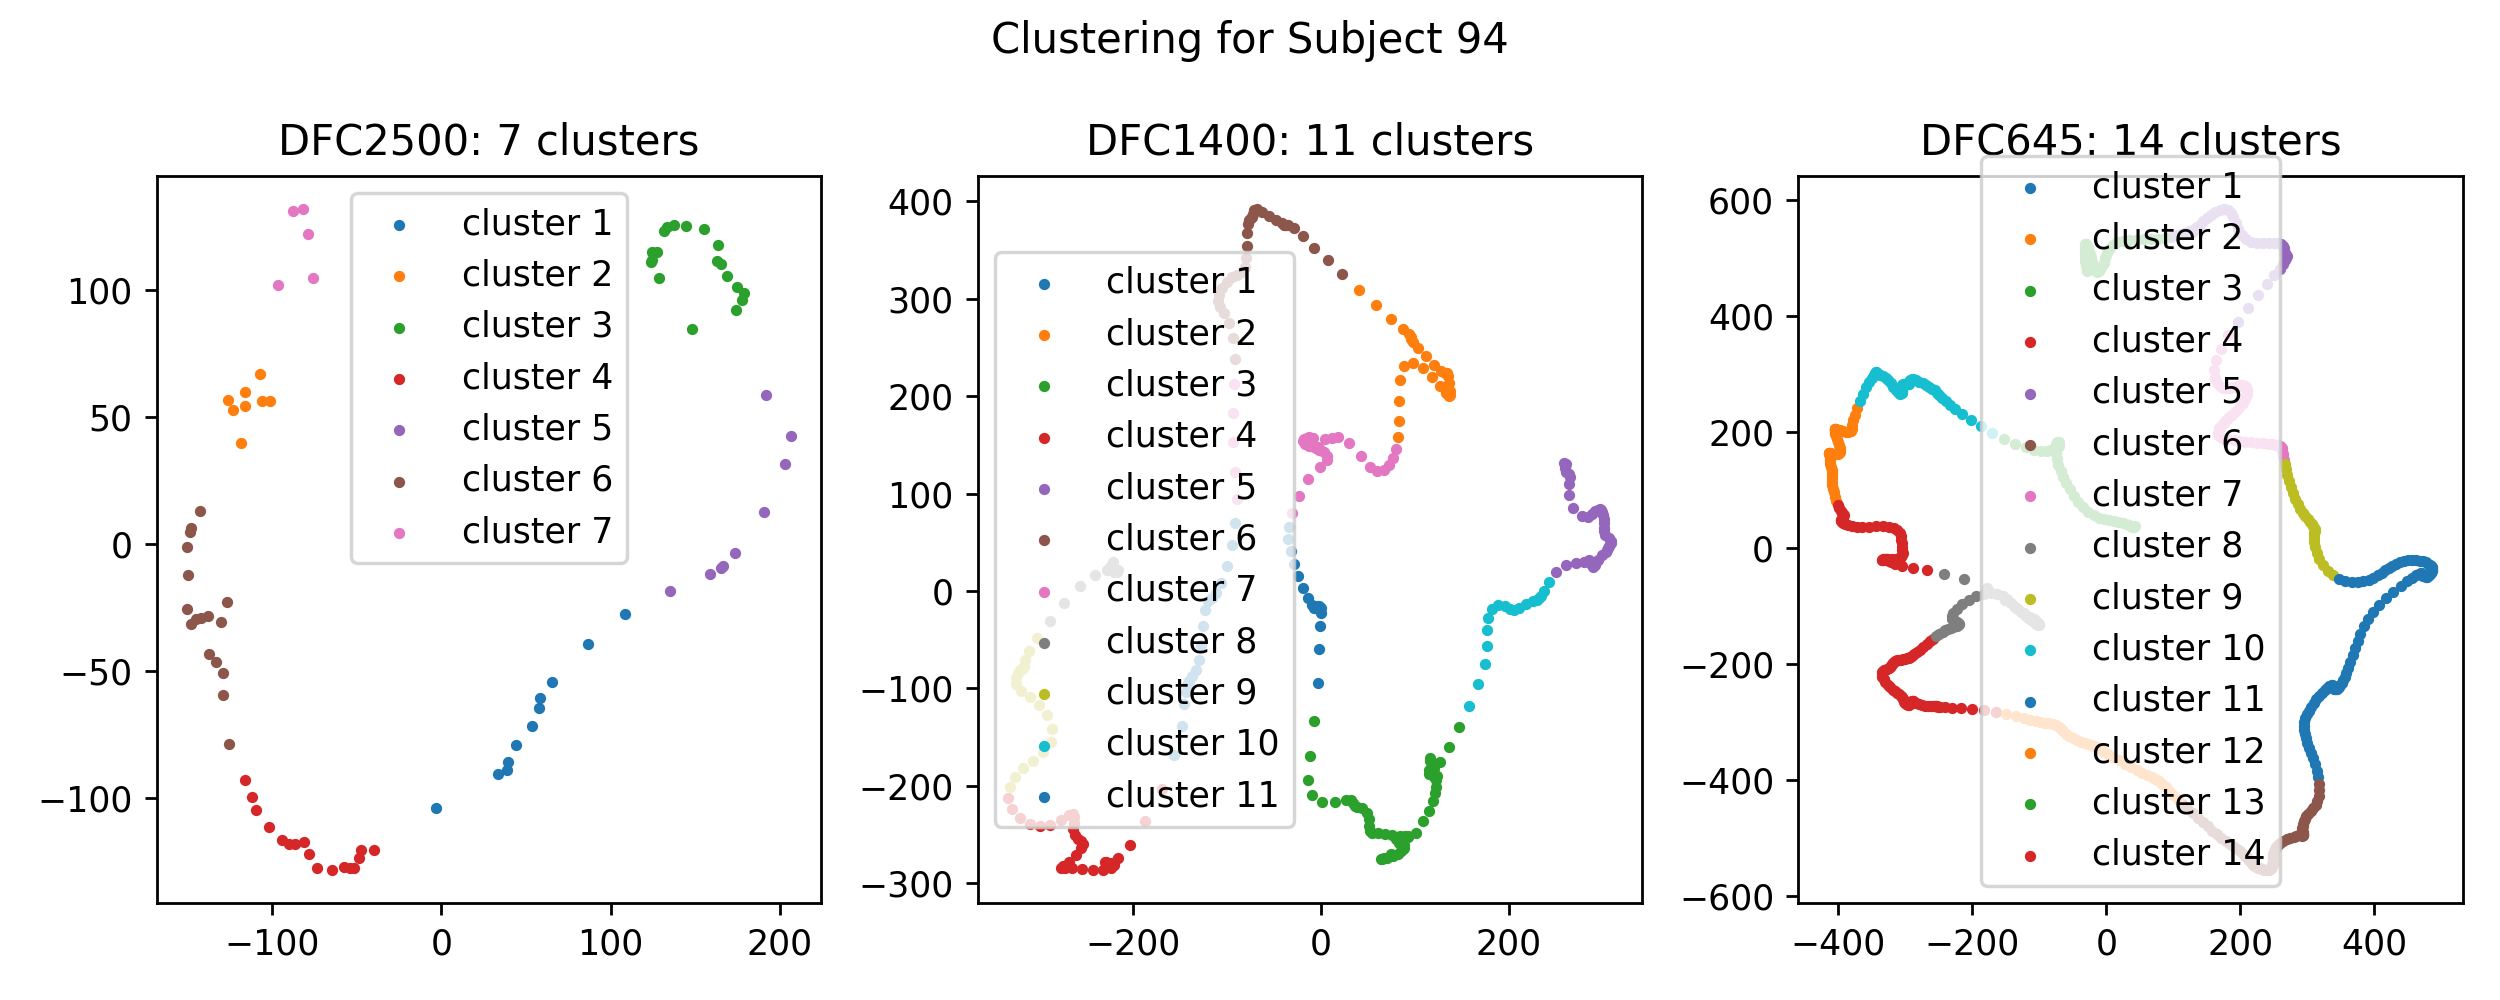 Clustering for Subject 94
DFC2500: 7 clusters
100
50
0
−50
−100
−100
0
100
200
cluster 1
cluster 2
cluster 3
cluster 4
cluster 5
cluster 6
cluster 7
DFC1400: 11 clusters
400
300
200
100
0
−100
−200
−300
−200
0
200
cluster 1
cluster 2
cluster 3
cluster 4
cluster 5
cluster 6
cluster 7
cluster 8
cluster 9
cluster 10
cluster 11
DFC645: 14 clusters
600
400
200
0
−200
−400
−600
−400
−200
0
200
400
cluster 1
cluster 2
cluster 3
cluster 4
cluster 5
cluster 6
cluster 7
cluster 8
cluster 9
cluster 10
cluster 11
cluster 12
cluster 13
cluster 14